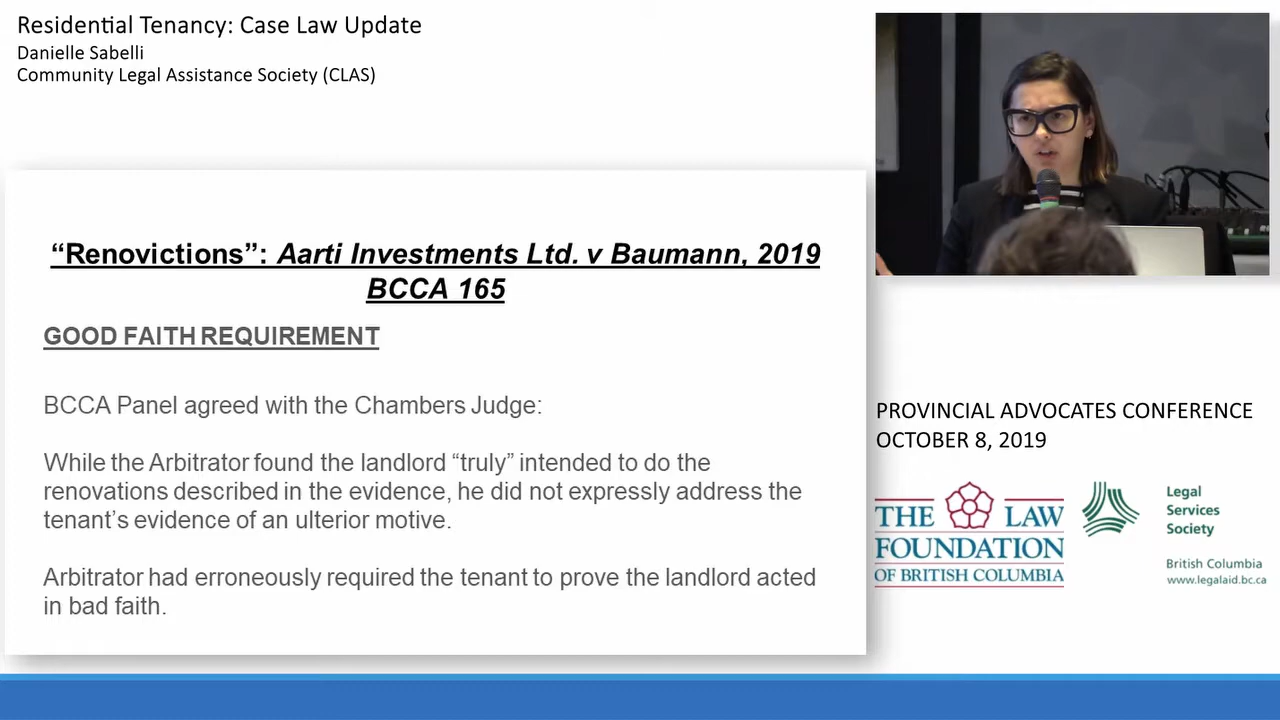 Residential Tenancy: Case Law Update
Danielle Sabelli
Community Legal Assistance Society (CLAS)
“Renovictions”: Aarti Investments Ltd. v Baumann, 2019
BCCA 165
GOOD FAITH REQUIREMENT
BCCA Panel agreed with the Chambers Judge:
While the Arbitrator found the landlord “truly” intended to do the
renovations described in the evidence, he did not expressly address the
tenant’s evidence of an ulterior motive.
Arbitrator had erroneously required the tenant to prove the landlord acted
in bad faith.
PROVINCIAL ADVOCATES CONFERENCE
OCTOBER 8, 2019
THE LAW
FOUNDATION
OF BRITISH COLUMBIA
Legal
Services
Society
British Columbia
www.legalaid.bc.ca